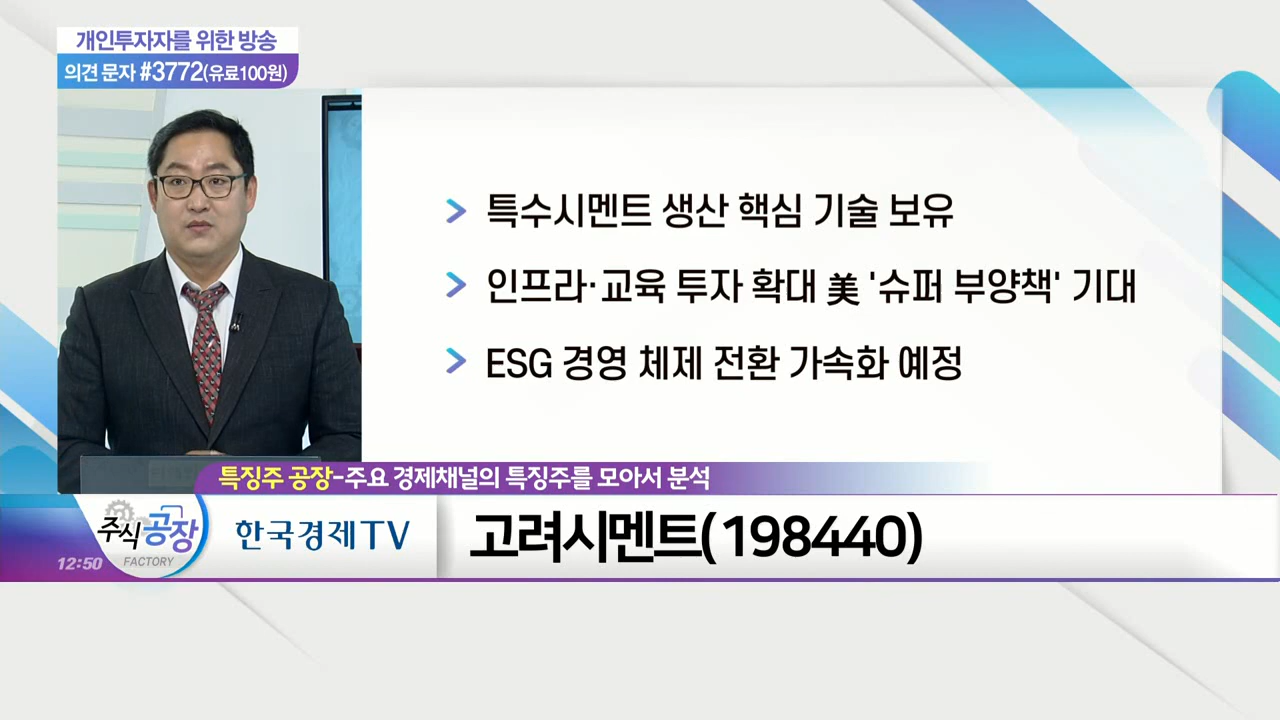 개인투자자를 위한 방송
의견 문자 #3772(유료100원)
특수시멘트 생산 핵심 기술 보유
인프라·교육 투자 확대 美 '슈퍼 부양책' 기대
ESG 경영 체제 전환 가속화 예정
특징주 공장-주요 경제채널의 특징주를 모아서 분석
주식공장
FACTORY
12:50
한국경제TV
고려시멘트(198440)